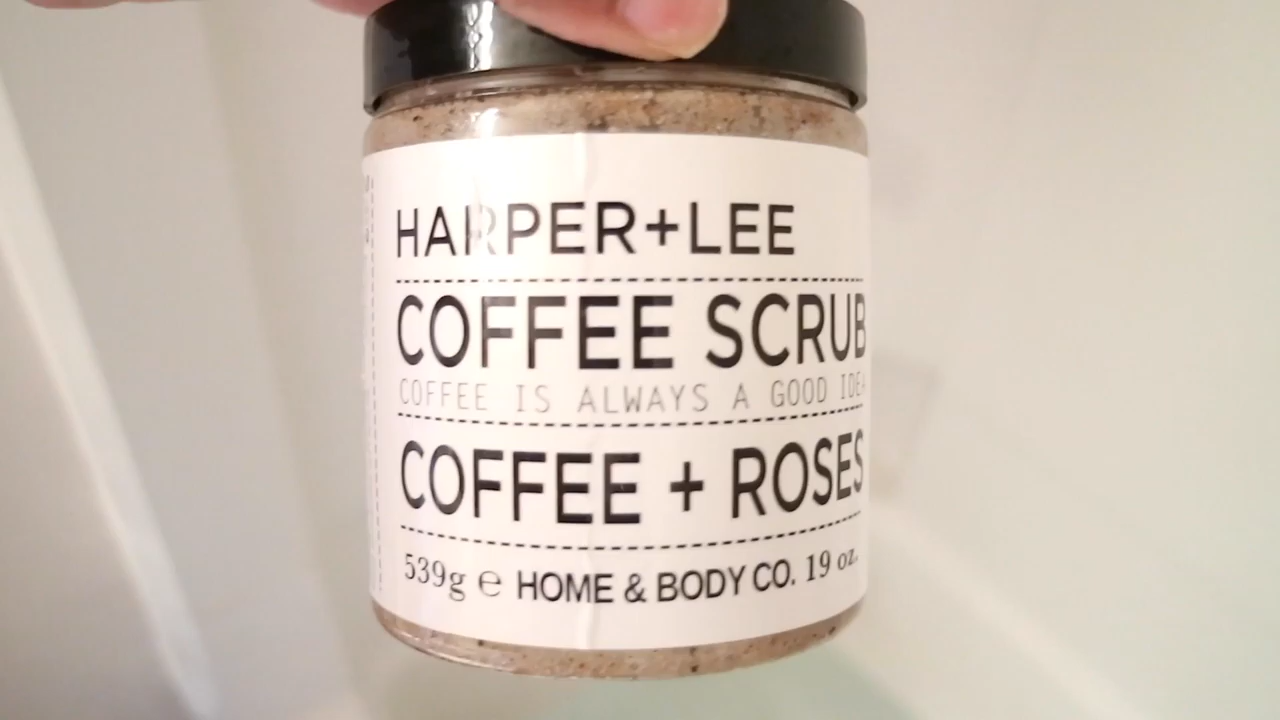 HARPER+LEE
COFFEE SCRUB
COFFEE IS ALWAYS A GOOD IDEA
COFFEE + ROSES
539g ℮ HOME & BODY CO. 19 oz.